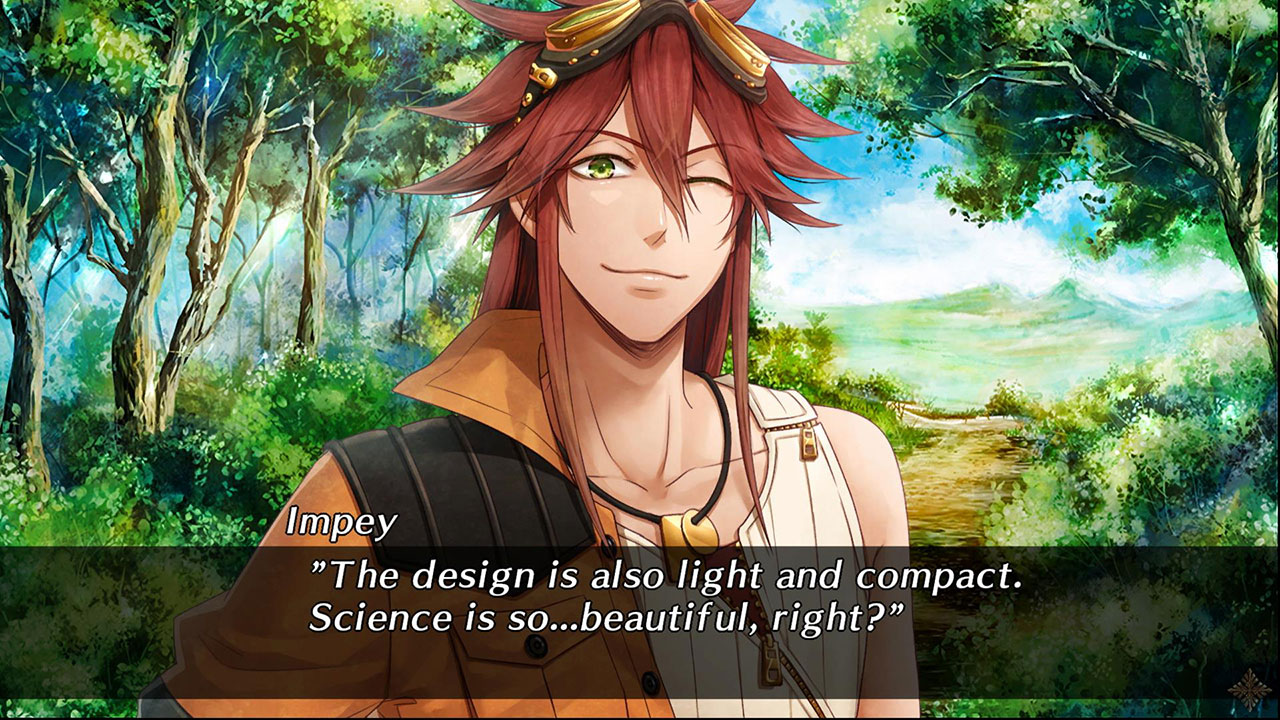 Impey
”The design is also light and compact.
Science is so...beautiful, right?”